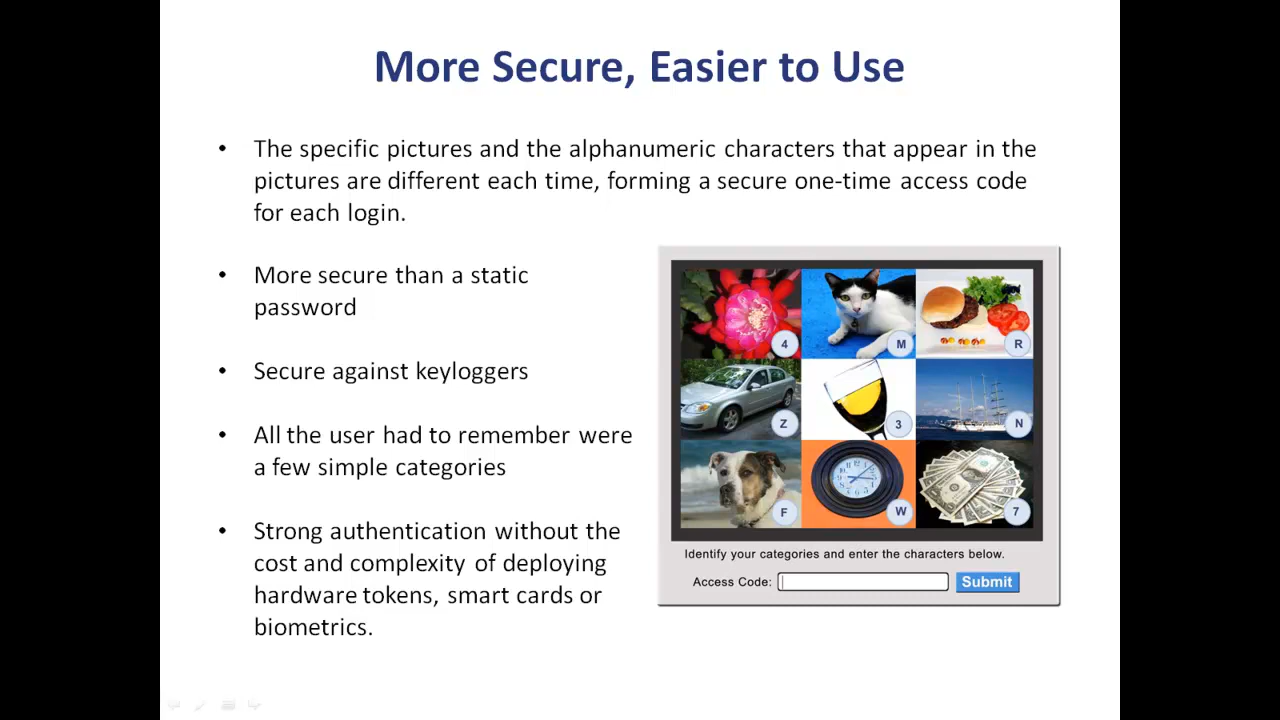 More Secure, Easier to Use
• The specific pictures and the alphanumeric characters that appear in the
pictures are different each time, forming a secure one-time access code
for each login.
• More secure than a static
password
• Secure against keyloggers
• All the user had to remember were
a few simple categories
• Strong authentication without the
cost and complexity of deploying
hardware tokens, smart cards or
biometrics.
4 M R
Z 3 N
F W 7
Identify your categories and enter the characters below.
Access Code: Submit